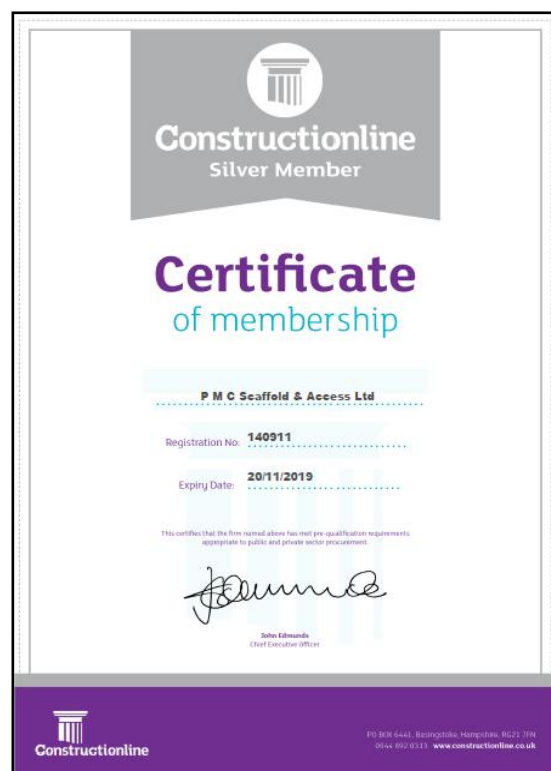 Constructionline
Silver Member
Certificate
of membership
P M C Scaffold & Access Ltd
Registration No: 140911
Expiry Date: 20/11/2019
This certifies that the firm named above has met pre-qualification requirements
appropriate to public and private sector procurement.
John Edmunds
Chief Executive Officer
Constructionline
PO BOX 6441, Basingstoke, Hampshire, RG21 7FN
0844 892 0313 www.constructionline.co.uk